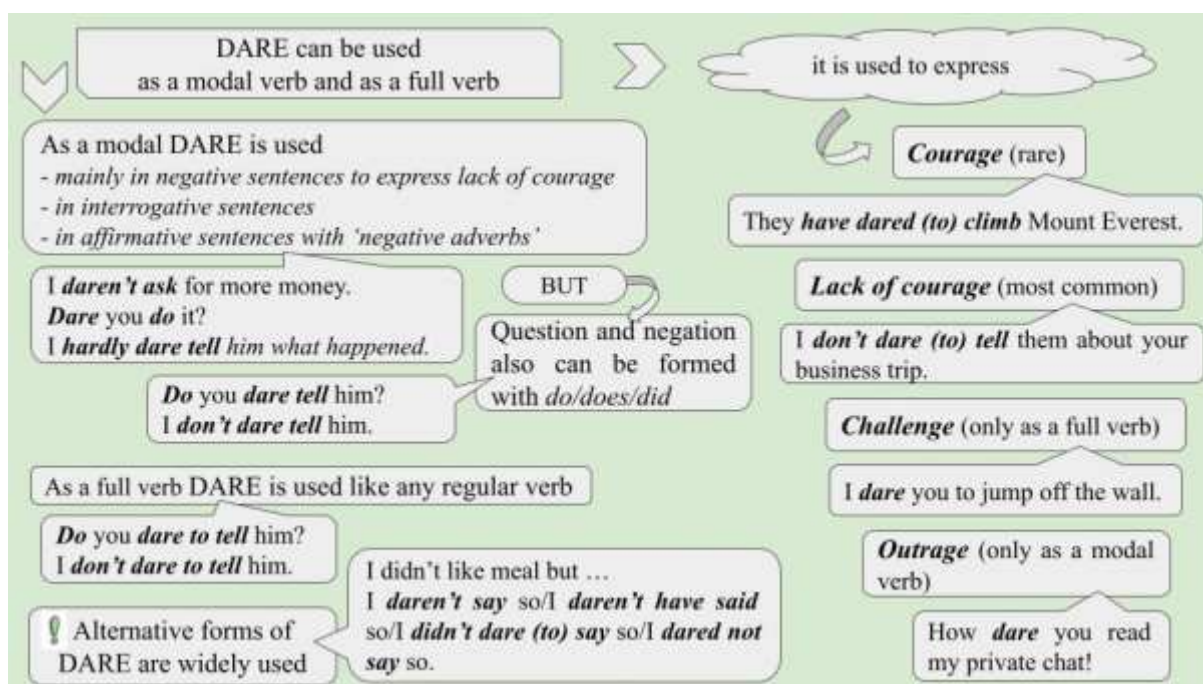 DARE can be used
as a modal verb and as a full verb
it is used to express
As a modal DARE is used
- mainly in negative sentences to express lack of courage
- in interrogative sentences
- in affirmative sentences with ‘negative adverbs’
I daren’t ask for more money.
Dare you do it?
I hardly dare tell him what happened.
BUT
Question and negation
also can be formed
with do/does/did
Do you dare tell him?
I don’t dare tell him.
As a full verb DARE is used like any regular verb
Do you dare to tell him?
I don’t dare to tell him.
! Alternative forms of
DARE are widely used
I didn’t like meal but …
I daren’t say so/I daren’t have said
so/I didn’t dare (to) say so/I dared not
say so.
Courage (rare)
They have dared (to) climb Mount Everest.
Lack of courage (most common)
I don’t dare (to) tell them about your
business trip.
Challenge (only as a full verb)
I dare you to jump off the wall.
Outrage (only as a modal
verb)
How dare you read
my private chat!